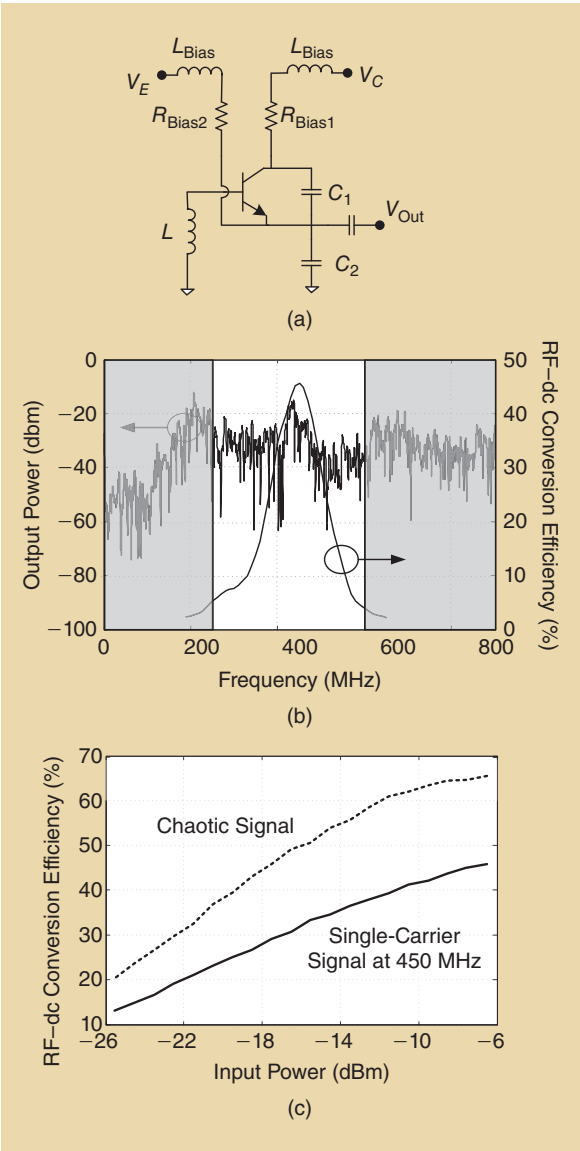 L_Bias L_Bias
V_E V_C
R_Bias2 R_Bias1
C_1
V_Out
L
C_2
(a)
Output Power (dbm)
0
−20
−40
−60
−80
−100
0 200 400 600 800
Frequency (MHz)
50
40
30
20
10
0
RF–dc Conversion Efficiency (%)
(b)
RF–dc Conversion Efficiency (%)
70
60
50
40
30
20
10
Chaotic Signal
Single-Carrier
Signal at 450 MHz
−26 −22 −18 −14 −10 −6
Input Power (dBm)
(c)